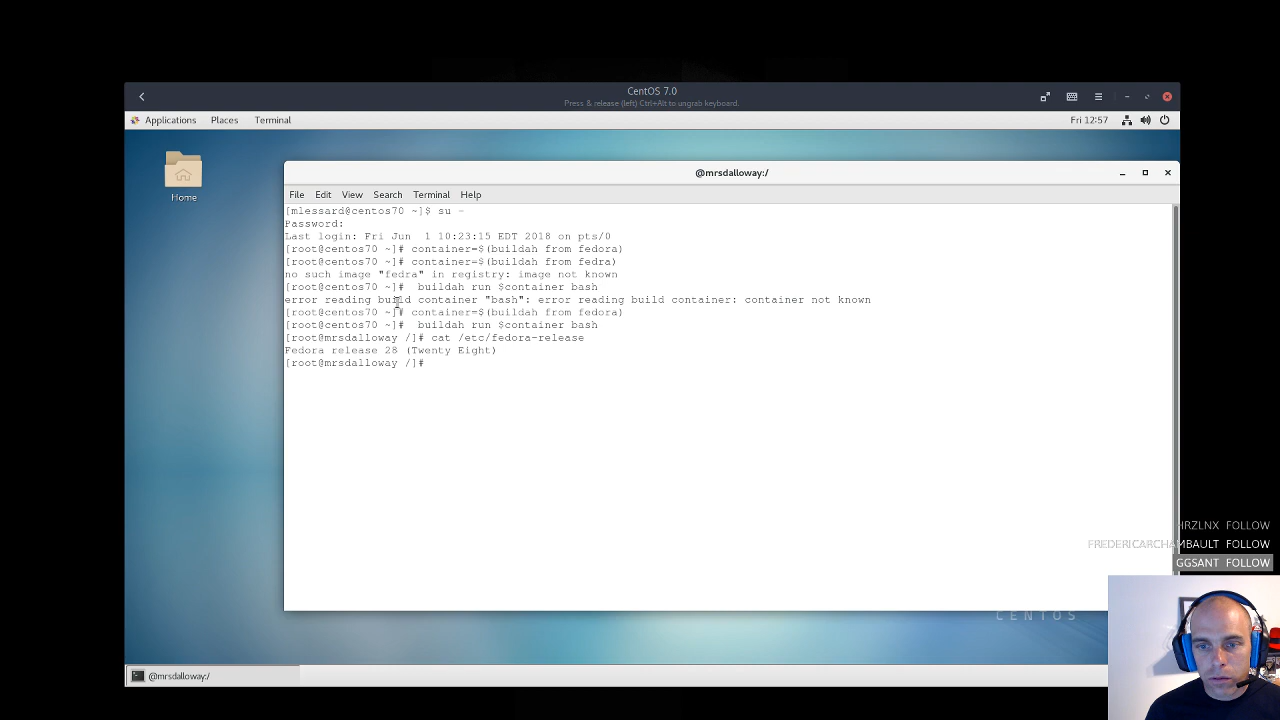 CentOS 7.0
Press & release (left) Ctrl+Alt to ungrab keyboard.
Applications Places Terminal Fri 12:57
Home
@mrsdalloway:/
File Edit View Search Terminal Help
[mlessard@centos70 ~]$ su -
Password:
Last login: Fri Jun  1 10:23:15 EDT 2018 on pts/0
[root@centos70 ~]# container=$(buildah from fedora)
[root@centos70 ~]# container=$(buildah from fedra)
no such image "fedra" in registry: image not known
[root@centos70 ~]#  buildah run $container bash
error reading build container "bash": error reading build container: container not known
[root@centos70 ~]# container=$(buildah from fedora)
[root@centos70 ~]#  buildah run $container bash
[root@mrsdalloway /]# cat /etc/fedora-release
Fedora release 28 (Twenty Eight)
[root@mrsdalloway /]#
HRZLNX FOLLOW
FREDERICARCHAMBAULT FOLLOW
GGSANT FOLLOW
CENTOS
@mrsdalloway:/